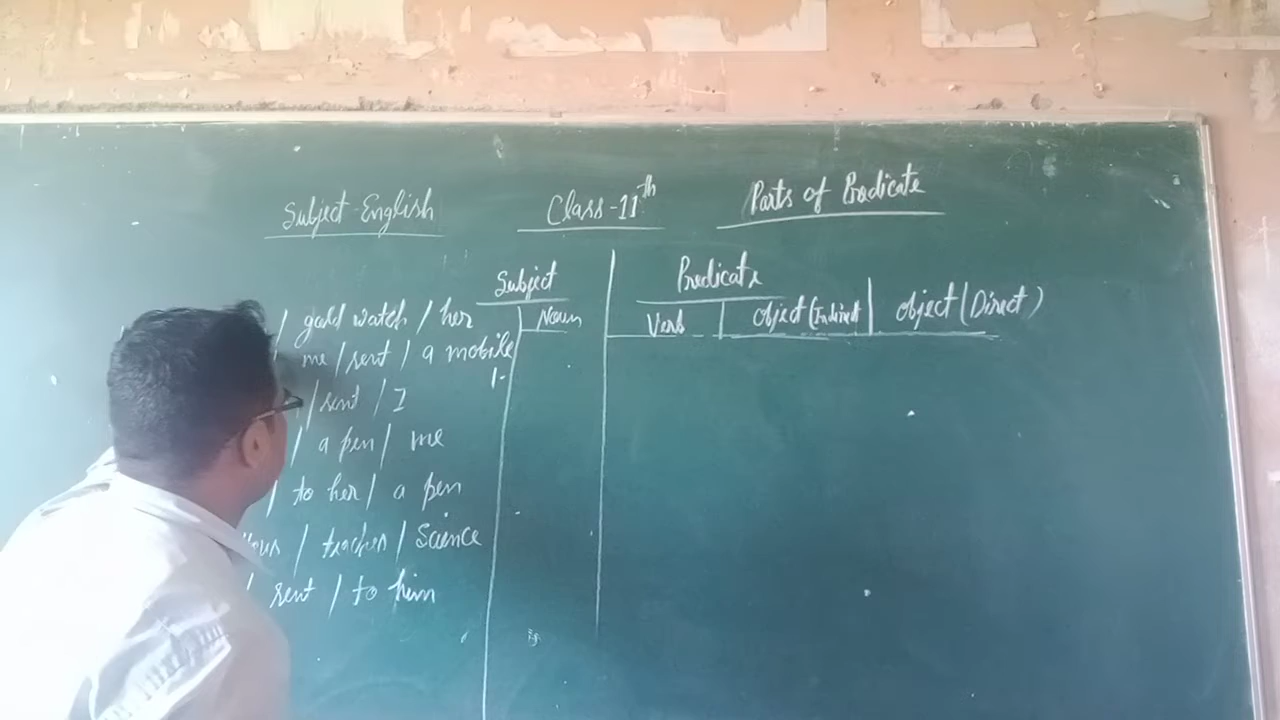 Subject-English Class-11th Parts of Predicate
Subject Predicate
Noun Verb Object (Indirect Object (Direct)
/ gold watch / her
me / sent / a mobile
1-
/ sent / I
/ a pen / me
/ to her / a pen
/ teaches / Science
/ sent / to him